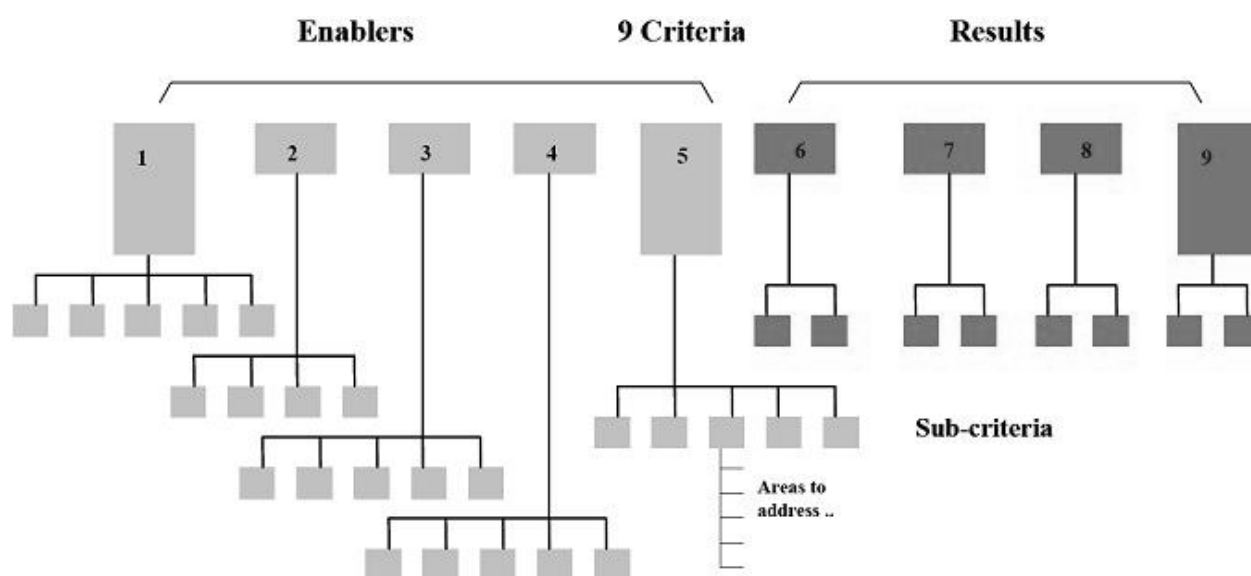 Enablers
9 Criteria
Results
1
2
3
4
5
6
7
8
9
Sub-criteria
Areas to
address ..